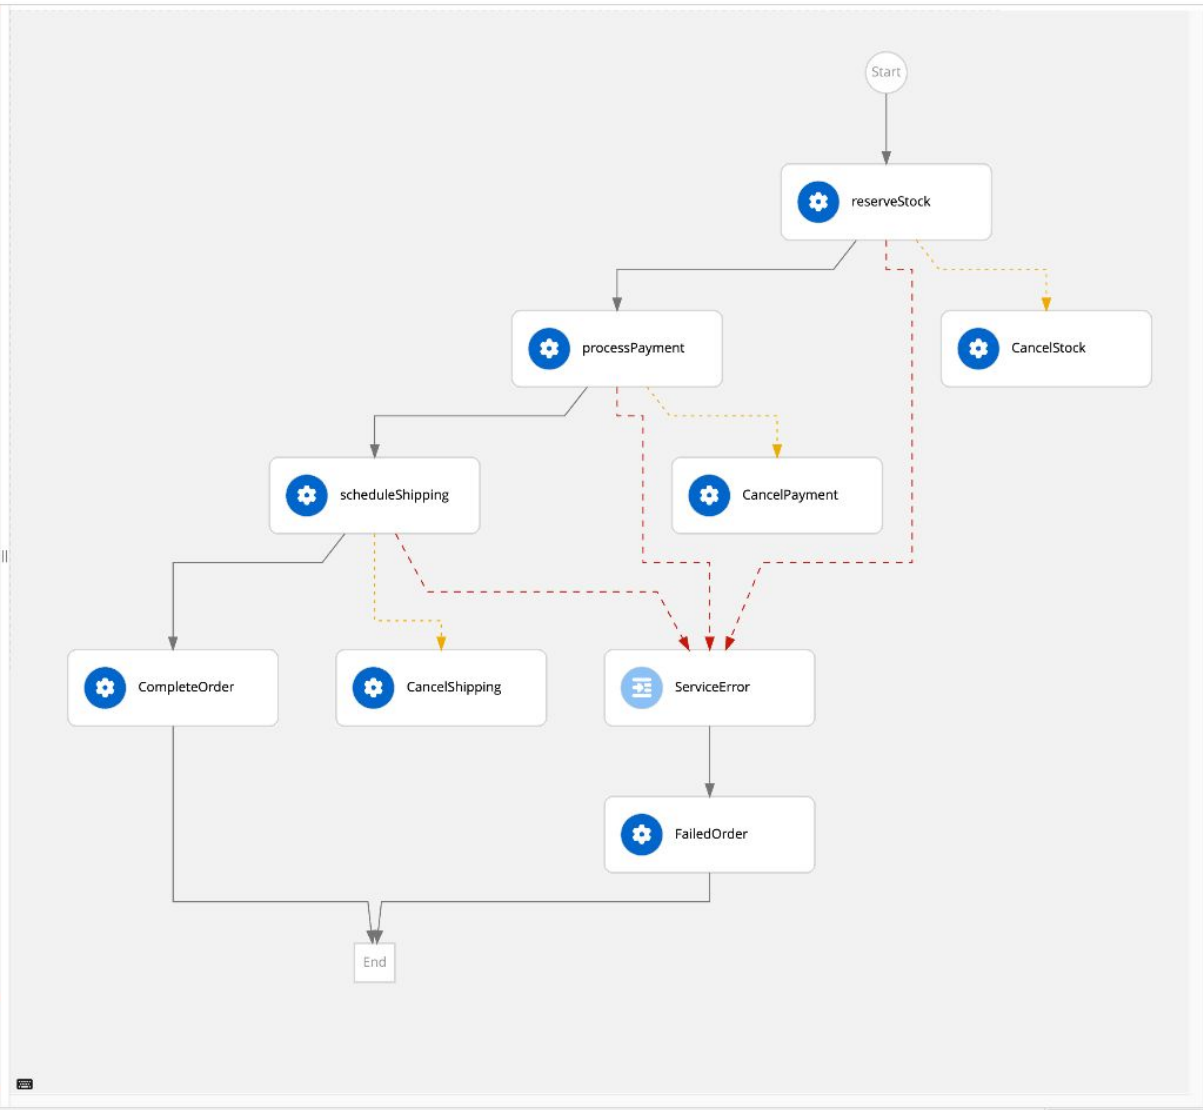 Start
reserveStock
processPayment
CancelStock
scheduleShipping
CancelPayment
CompleteOrder
CancelShipping
ServiceError
FailedOrder
End